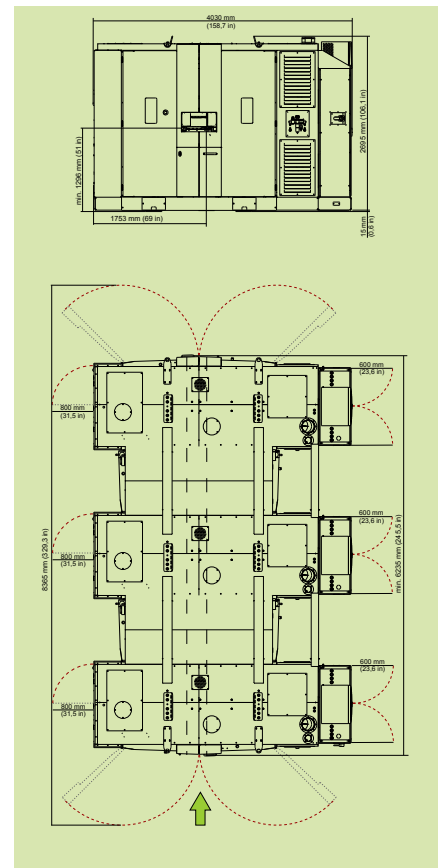 4030 mm
(158,7 in)
min. 1296 mm (51 in)
2695 mm (106,1 in)
1753 mm (69 in)
15 mm
(0,6 in)
600 mm
(23,6 in)
800 mm
(31,5 in)
600 mm
(23,6 in)
8365 mm (329,3 in)
min. 6235 mm (245,5 in)
800 mm
(31,5 in)
600 mm
(23,6 in)
800 mm
(31,5 in)